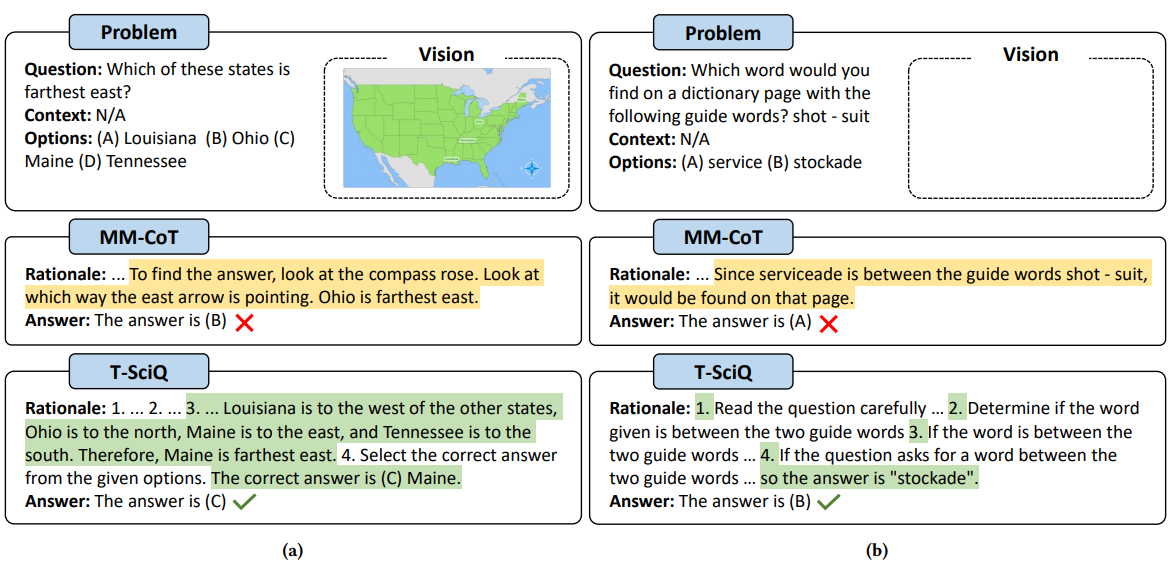 Problem
Vision
Question: Which of these states is
farthest east?
Context: N/A
Options: (A) Louisiana (B) Ohio (C)
Maine (D) Tennessee
MM-CoT
Rationale: ... To find the answer, look at the compass rose. Look at
which way the east arrow is pointing. Ohio is farthest east.
Answer: The answer is (B)
T-SciQ
Rationale: 1. ... 2. ... 3. ... Louisiana is to the west of the other states,
Ohio is to the north, Maine is to the east, and Tennessee is to the
south. Therefore, Maine is farthest east. 4. Select the correct answer
from the given options. The correct answer is (C) Maine.
Answer: The answer is (C)
(a)
Problem
Vision
Question: Which word would you
find on a dictionary page with the
following guide words? shot - suit
Context: N/A
Options: (A) service (B) stockade
MM-CoT
Rationale: ... Since serviceade is between the guide words shot - suit,
it would be found on that page.
Answer: The answer is (A)
T-SciQ
Rationale: 1. Read the question carefully ... 2. Determine if the word
given is between the two guide words 3. If the word is between the
two guide words ... 4. If the question asks for a word between the
two guide words ... so the answer is "stockade".
Answer: The answer is (B)
(b)